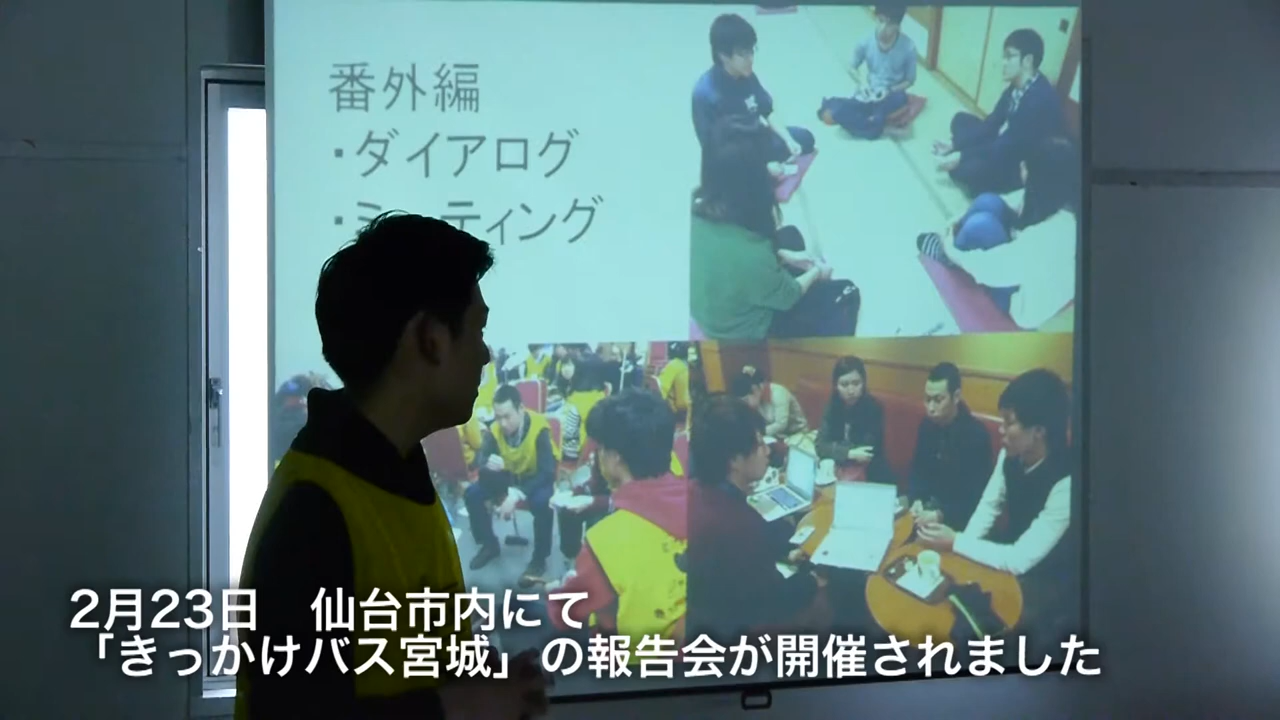 番外編
・ダイアログ
・ミーティング
2月23日　仙台市内にて
「きっかけバス宮城」の報告会が開催されました